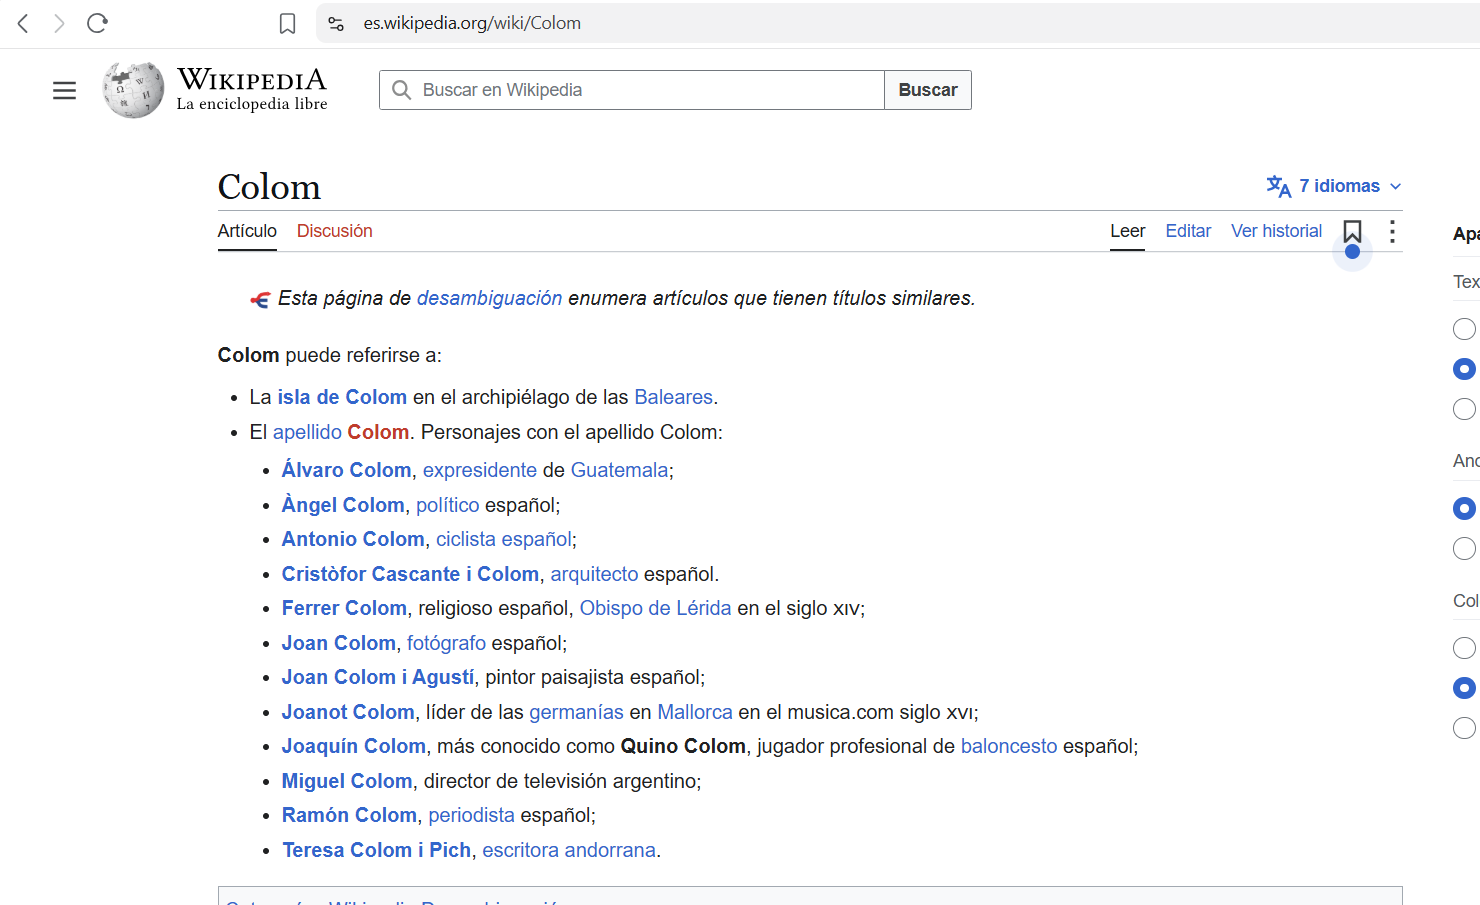 es.wikipedia.org/wiki/Colom
WIKIPEDIA
La enciclopedia libre
Buscar en Wikipedia
Buscar
Colom
7 idiomas
Artículo Discusión Leer Editar Ver historial
Esta página de desambiguación enumera artículos que tienen títulos similares.
Colom puede referirse a:
La isla de Colom en el archipiélago de las Baleares.
El apellido Colom. Personajes con el apellido Colom:
Álvaro Colom, expresidente de Guatemala;
Àngel Colom, político español;
Antonio Colom, ciclista español;
Cristòfor Cascante i Colom, arquitecto español.
Ferrer Colom, religioso español, Obispo de Lérida en el siglo XIV;
Joan Colom, fotógrafo español;
Joan Colom i Agustí, pintor paisajista español;
Joanot Colom, líder de las germanías en Mallorca en el musica.com siglo XVI;
Joaquín Colom, más conocido como Quino Colom, jugador profesional de baloncesto español;
Miguel Colom, director de televisión argentino;
Ramón Colom, periodista español;
Teresa Colom i Pich, escritora andorrana.